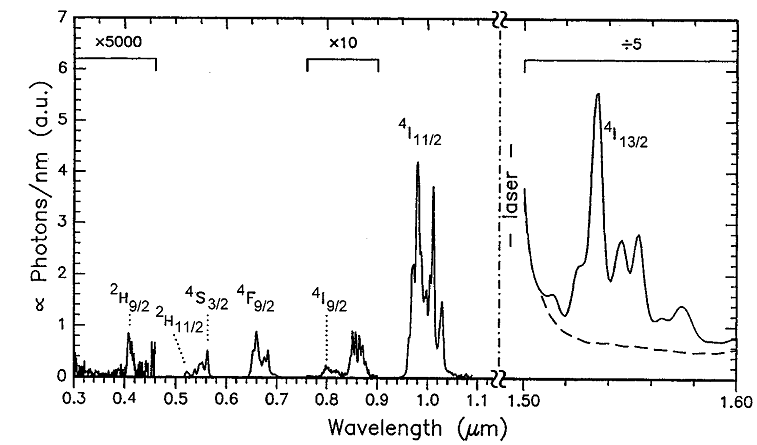 7
6
5
4
3
2
1
0
∝ Photons/nm (a.u.)
×5000
×10
÷5
²H₉/₂
²H₁₁/₂
⁴S₃/₂
⁴F₉/₂
⁴I₉/₂
⁴I₁₁/₂
– laser –
⁴I₁₃/₂
0.3 0.4 0.5 0.6 0.7 0.8 0.9 1.0 1.1 1.50 1.60
Wavelength (μm)